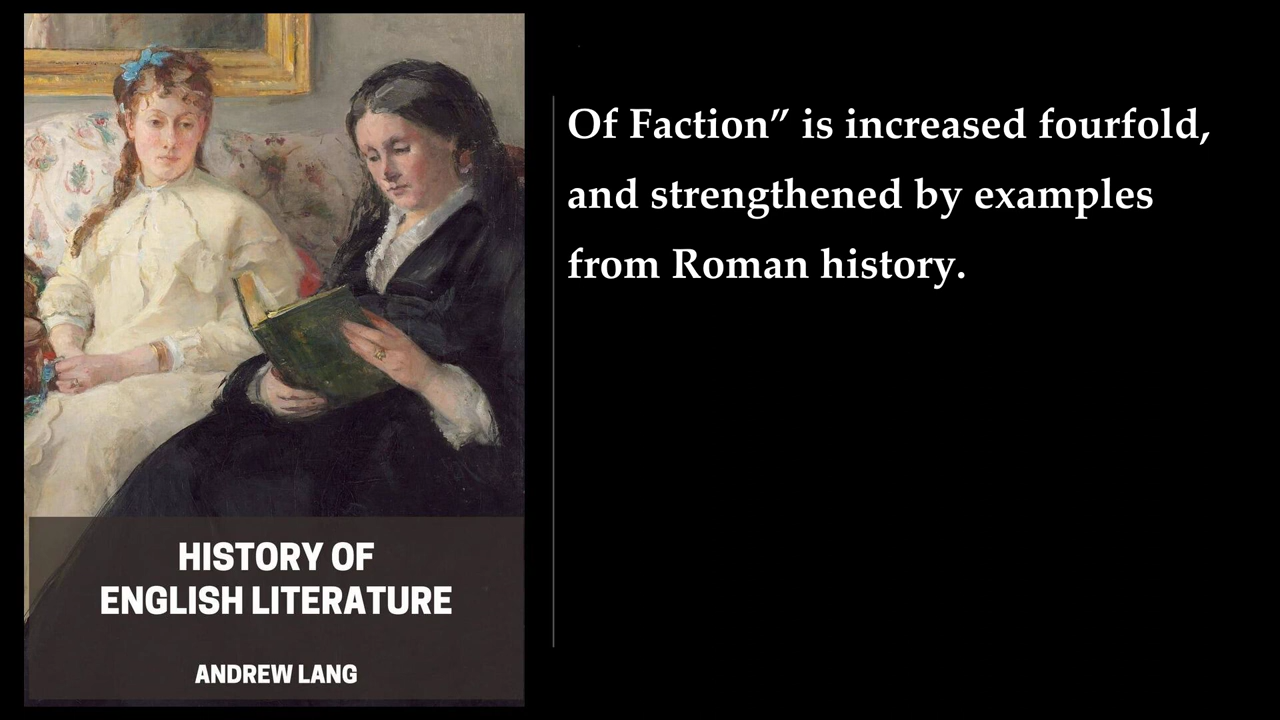 HISTORY OF
ENGLISH LITERATURE
ANDREW LANG
Of Faction” is increased fourfold,
and strengthened by examples
from Roman history.